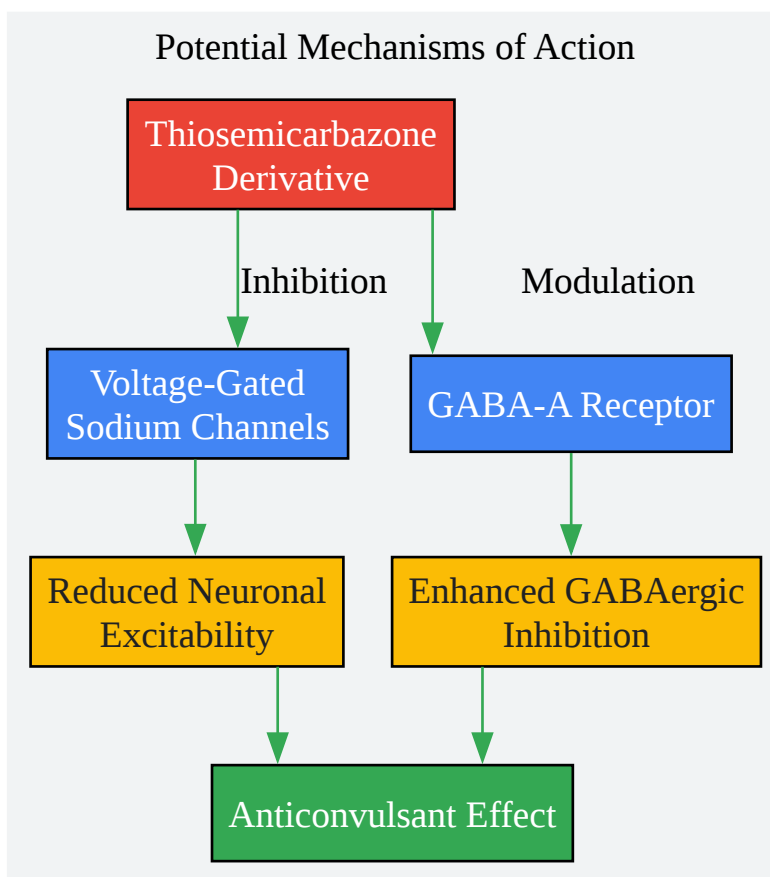 Potential Mechanisms of Action
Thiosemicarbazone
Derivative
Inhibition
Modulation
Voltage-Gated
Sodium Channels
GABA-A Receptor
Reduced Neuronal
Excitability
Enhanced GABAergic
Inhibition
Anticonvulsant Effect